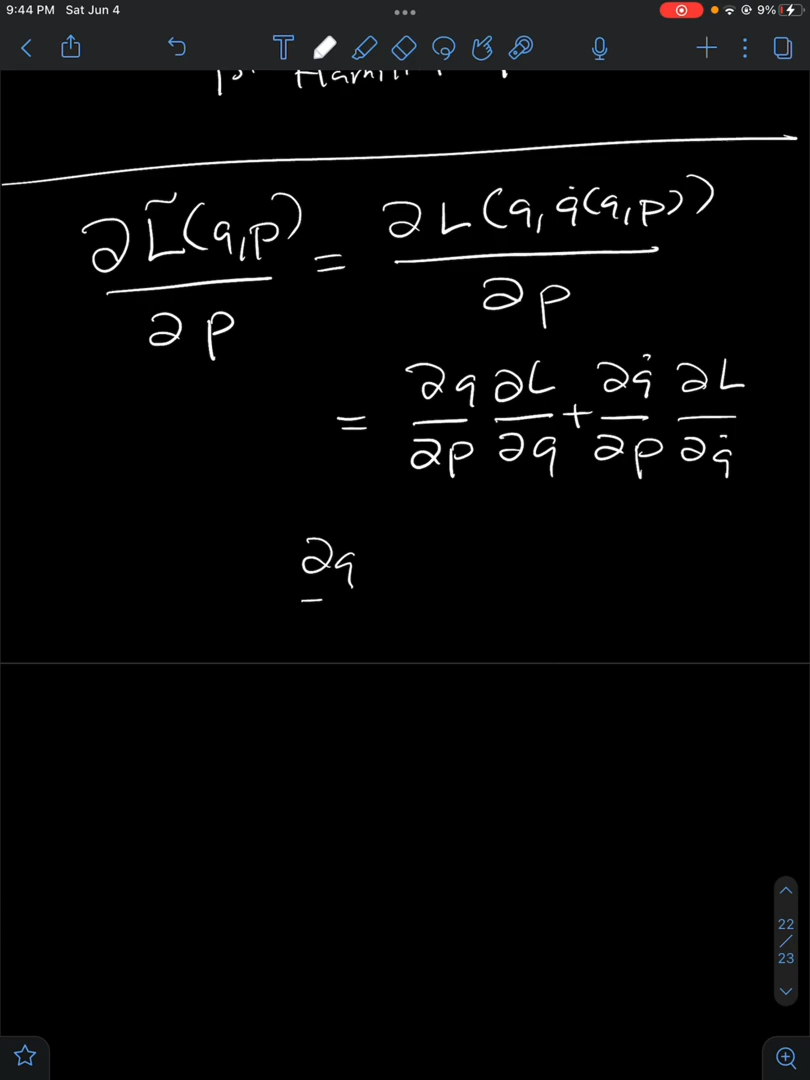 9:44 PM Sat Jun 4
9%
T
∂L̃(q,p)/∂p = ∂L(q, q̇(q,p))/∂p
= ∂q/∂p ∂L/∂q + ∂q̇/∂p ∂L/∂q̇
∂q
22
/
23